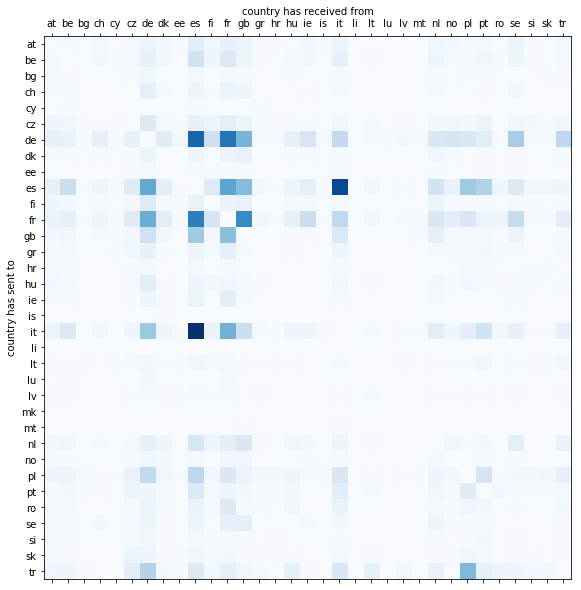 country has received from
at be bg ch cy cz de dk ee es fi fr gb gr hr hu ie is it li lt lu lv mt nl no pl pt ro se si sk tr
country has sent to
at
be
bg
ch
cy
cz
de
dk
ee
es
fi
fr
gb
gr
hr
hu
ie
is
it
li
lt
lu
lv
mk
mt
nl
no
pl
pt
ro
se
si
sk
tr